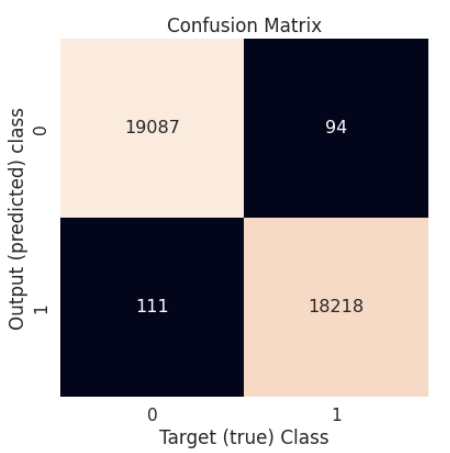 Confusion Matrix
Output (predicted) class
0
19087
94
1
111
18218
0
1
Target (true) Class